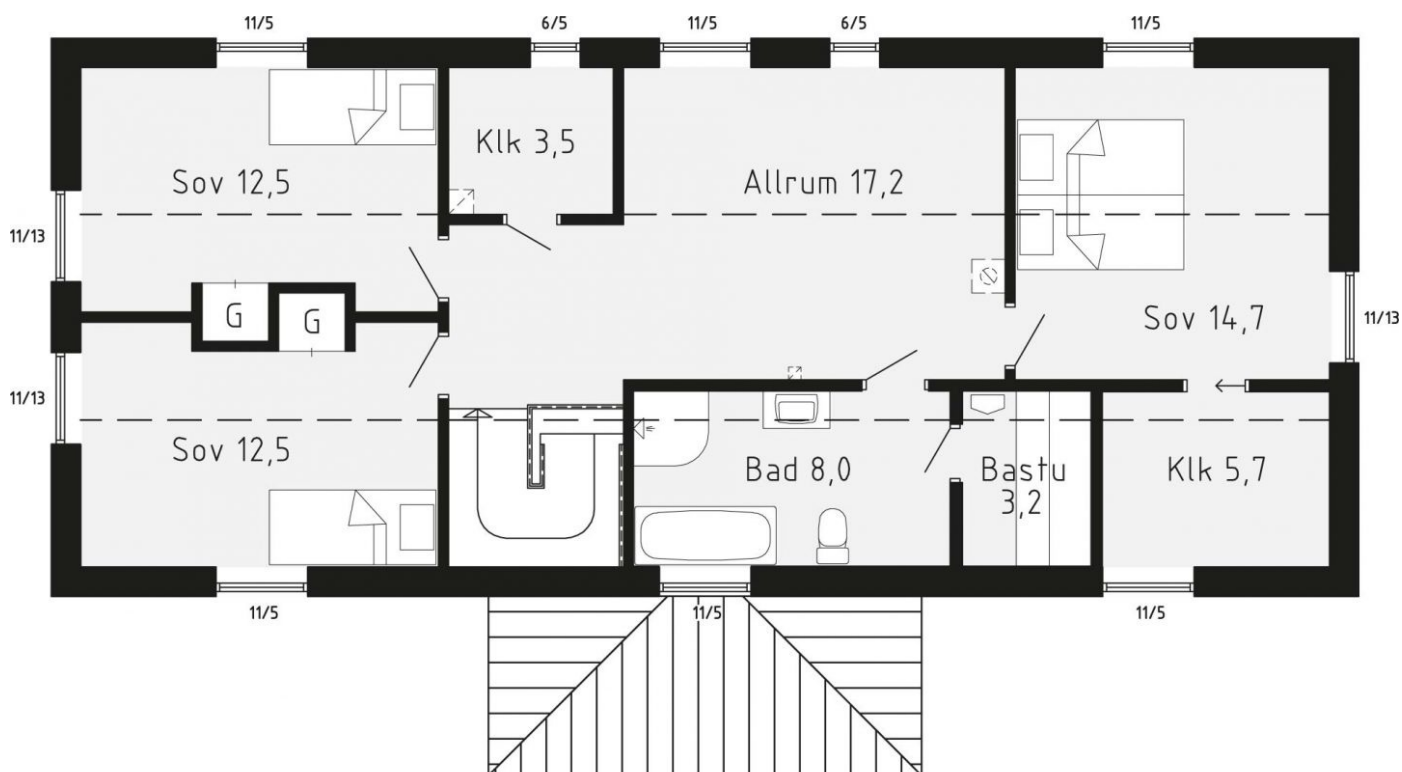 11/5
6/5
11/5
6/5
11/5
Klk 3,5
Sov 12,5
Allrum 17,2
11/13
Sov 14,7
11/13
G
G
11/13
Sov 12,5
Bad 8,0
Bastu
3,2
Klk 5,7
11/5
11/5
11/5